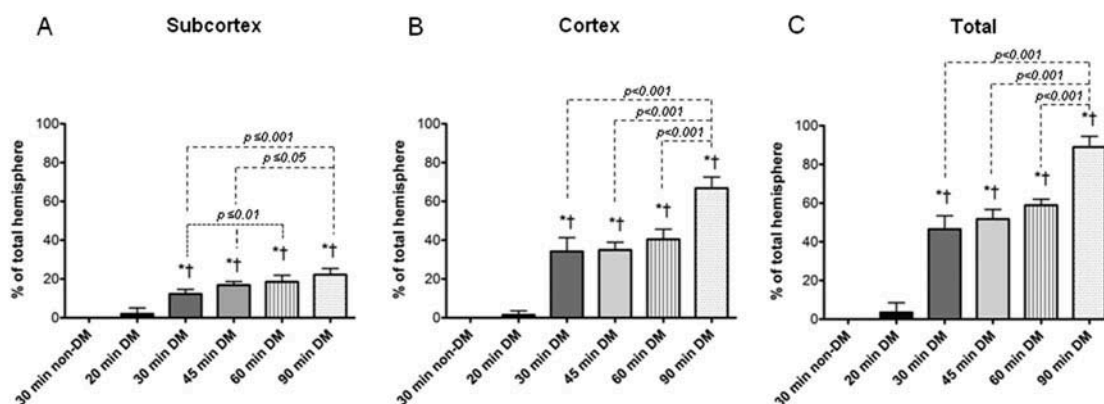 A
Subcortex
% of total hemisphere
100
80
60
40
20
0
p ≤0.001
p ≤0.05
p ≤0.01
*†
*†
*†
*†
30 min non-DM
20 min DM
30 min DM
45 min DM
60 min DM
90 min DM
B
Cortex
% of total hemisphere
100
80
60
40
20
0
p<0.001
p<0.001
p<0.001
*†
*†
*†
*†
30 min non-DM
20 min DM
30 min DM
45 min DM
60 min DM
90 min DM
C
Total
% of total hemisphere
100
80
60
40
20
0
p<0.001
p<0.001
p<0.001
*†
*†
*†
*†
30 min non-DM
20 min DM
30 min DM
45 min DM
60 min DM
90 min DM